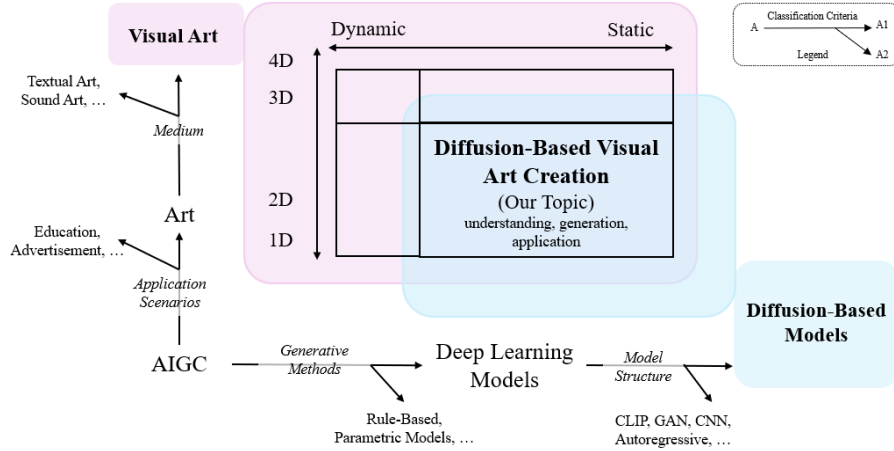 Visual Art
Dynamic
Static
Classification Criteria
A
A1
Legend
A2
4D
3D
2D
1D
Textual Art,
Sound Art, …
Medium
Diffusion-Based Visual
Art Creation
(Our Topic)
understanding, generation,
application
Art
Education,
Advertisement, …
Application
Scenarios
Diffusion-Based
Models
AIGC
Generative
Methods
Deep Learning
Models
Model
Structure
Rule-Based,
Parametric Models, …
CLIP, GAN, CNN,
Autoregressive, …